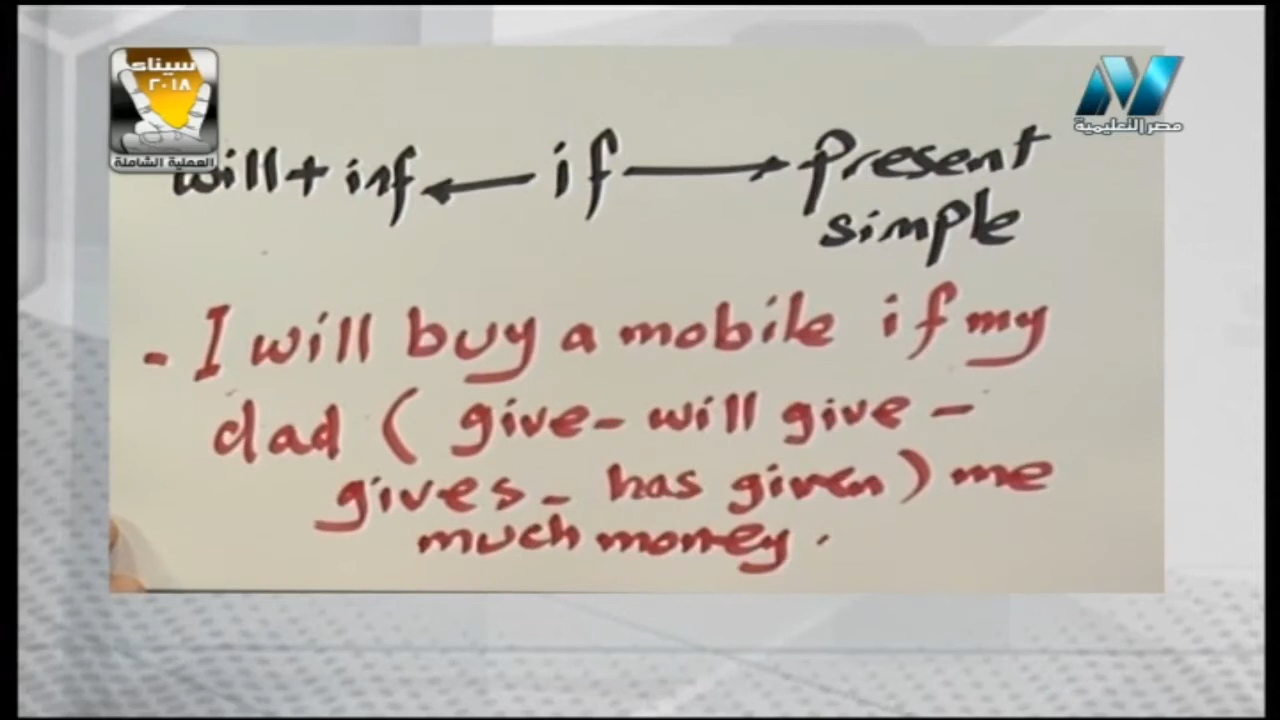 سيناء
٢٠١٨
العملية الشاملة
مصر التعليمية
will + inf ← if → present
simple
- I will buy a mobile if my
dad ( give - will give -
gives - has given ) me
much money .